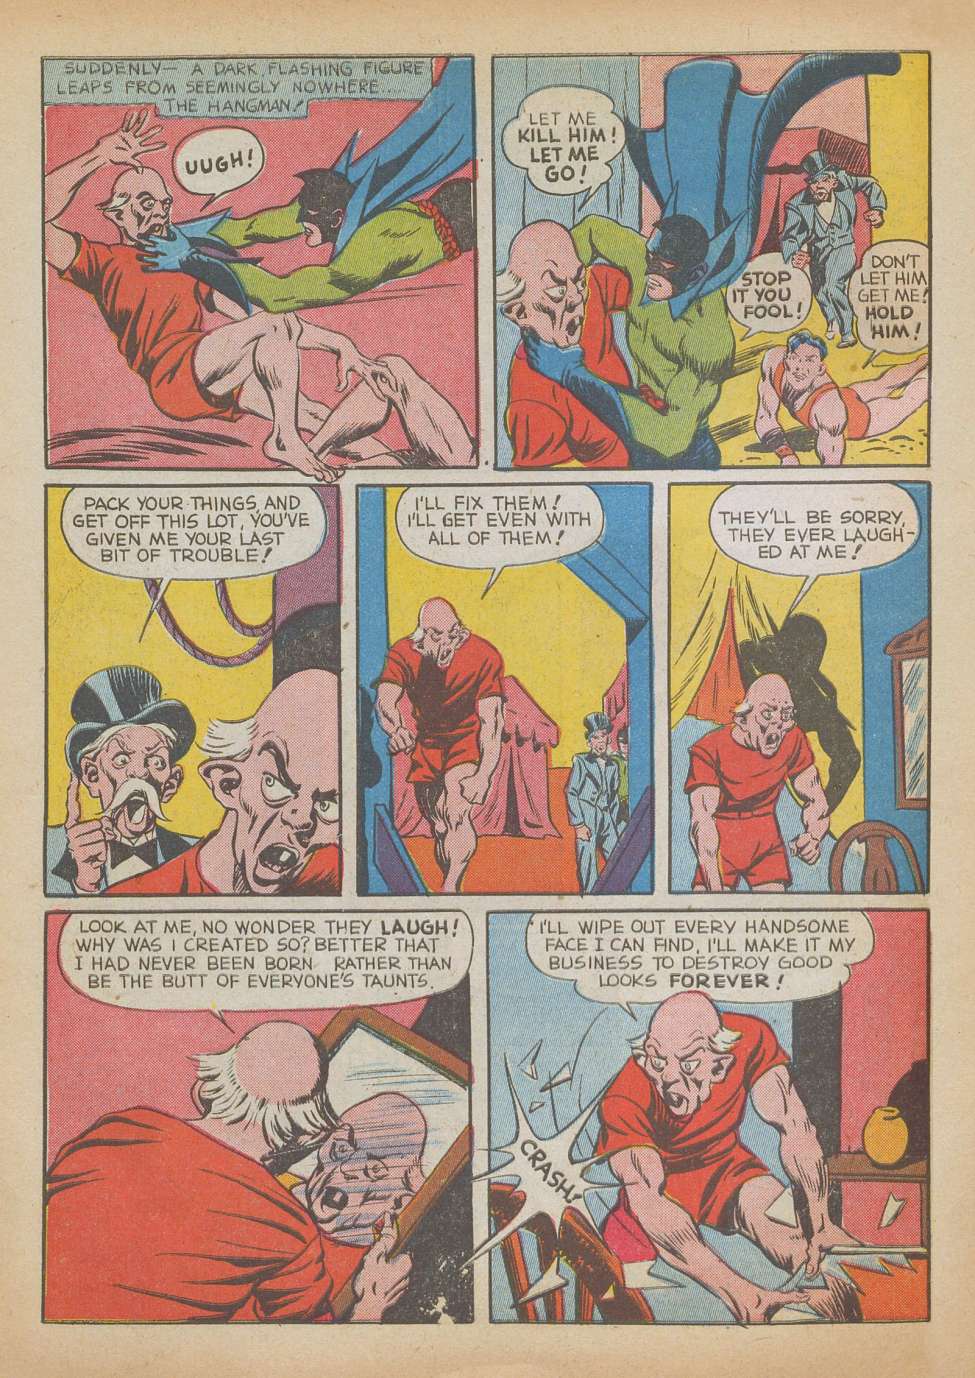 SUDDENLY— A DARK, FLASHING FIGURE
LEAPS FROM SEEMINGLY NOWHERE.....
THE HANGMAN!
UUGH!
LET ME
KILL HIM!
LET ME
GO!
STOP
IT YOU
FOOL!
DON'T
LET HIM
GET ME!
HOLD
HIM!
PACK YOUR THINGS, AND
GET OFF THIS LOT, YOU'VE
GIVEN ME YOUR LAST
BIT OF TROUBLE!
I'LL FIX THEM!
I'LL GET EVEN WITH
ALL OF THEM!
THEY'LL BE SORRY,
THEY EVER LAUGH-
ED AT ME!
LOOK AT ME, NO WONDER THEY LAUGH!
WHY WAS I CREATED SO? BETTER THAT
I HAD NEVER BEEN BORN RATHER THAN
BE THE BUTT OF EVERYONE'S TAUNTS.
I'LL WIPE OUT EVERY HANDSOME
FACE I CAN FIND, I'LL MAKE IT MY
BUSINESS TO DESTROY GOOD
LOOKS FOREVER!
CRASH!